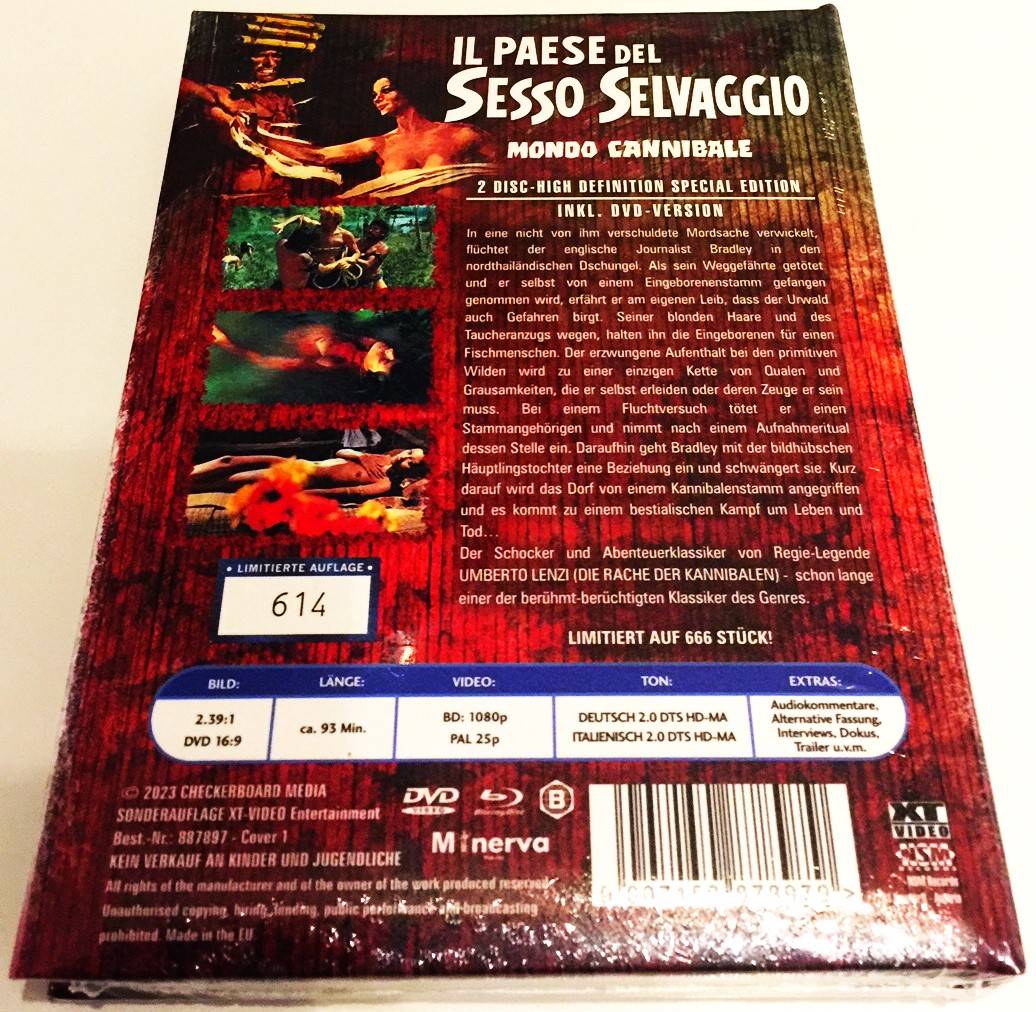 IL PAESE DEL
SESSO SELVAGGIO
MONDO CANNIBALE
2 DISC-HIGH DEFINITION SPECIAL EDITION
INKL. DVD-VERSION
In eine nicht von ihm verschuldete Mordsache verwickelt,
flüchtet der englische Journalist Bradley in den
nordthailändischen Dschungel. Als sein Weggefährte getötet
und er selbst von einem Eingeborenenstamm gefangen
genommen wird, erfährt er am eigenen Leib, dass der Urwald
auch Gefahren birgt. Seiner blonden Haare und des
Taucheranzugs wegen, halten ihn die Eingeborenen für einen
Fischmenschen. Der erzwungene Aufenthalt bei den primitiven
Wilden wird zu einer einzigen Kette von Qualen und
Grausamkeiten, die er selbst erleiden oder deren Zeuge er sein
muss. Bei einem Fluchtversuch tötet er einen
Stammangehörigen und nimmt nach einem Aufnahmeritual
dessen Stelle ein. Daraufhin geht Bradley mit der bildhübschen
Häuptlingstochter eine Beziehung ein und schwängert sie. Kurz
darauf wird das Dorf von einem Kannibalenstamm angegriffen
und es kommt zu einem bestialischen Kampf um Leben und
Tod...
Der Schocker und Abenteuerklassiker von Regie-Legende
UMBERTO LENZI (DIE RACHE DER KANNIBALEN) - schon lange
einer der berühmt-berüchtigten Klassiker des Genres.
• LIMITIERTE AUFLAGE •
614
LIMITIERT AUF 666 STÜCK!
BILD: LÄNGE: VIDEO: TON: EXTRAS:
2.39:1
DVD 16:9
ca. 93 Min.
BD: 1080p
PAL 25p
DEUTSCH 2.0 DTS HD-MA
ITALIENISCH 2.0 DTS HD-MA
Audiokommentare,
Alternative Fassung,
Interviews, Dokus,
Trailer u.v.m.
© 2023 CHECKERBOARD MEDIA
SONDERAUFLAGE XT-VIDEO Entertainment
Best.-Nr.: 887897 - Cover 1
KEIN VERKAUF AN KINDER UND JUGENDLICHE
All rights of the manufacturer and of the owner of the work produced reserved.
Unauthorised copying, hiring, lending, public performance and broadcasting
prohibited. Made in the EU
DVD
VIDEO
Blu-ray Disc
B
Minerva
XT
VIDEO
NSM
NSM Records